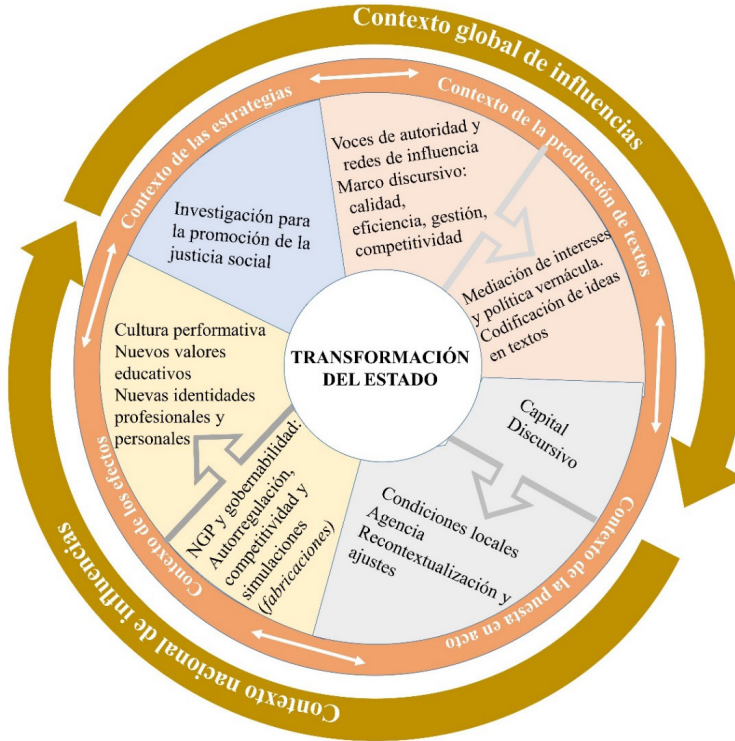 Contexto global de influencias
Contexto de las estrategias
Contexto de la producción de textos
Voces de autoridad y
redes de influencia
Marco discursivo:
calidad,
eficiencia, gestión,
competitividad
Investigación para
la promoción de la
justicia social
Mediación de intereses
y política vernácula.
Codificación de ideas
en textos
Cultura performativa
Nuevos valores
educativos
Nuevas identidades
profesionales y
personales
TRANSFORMACIÓN
DEL ESTADO
Capital
Discursivo
NGP y gobernabilidad:
Autorregulación,
competitividad y
simulaciones
(fabricaciones)
Condiciones locales
Agencia
Recontextualización y
ajustes
Contexto de los efectos
Contexto de la puesta en acto
Contexto nacional de influencias